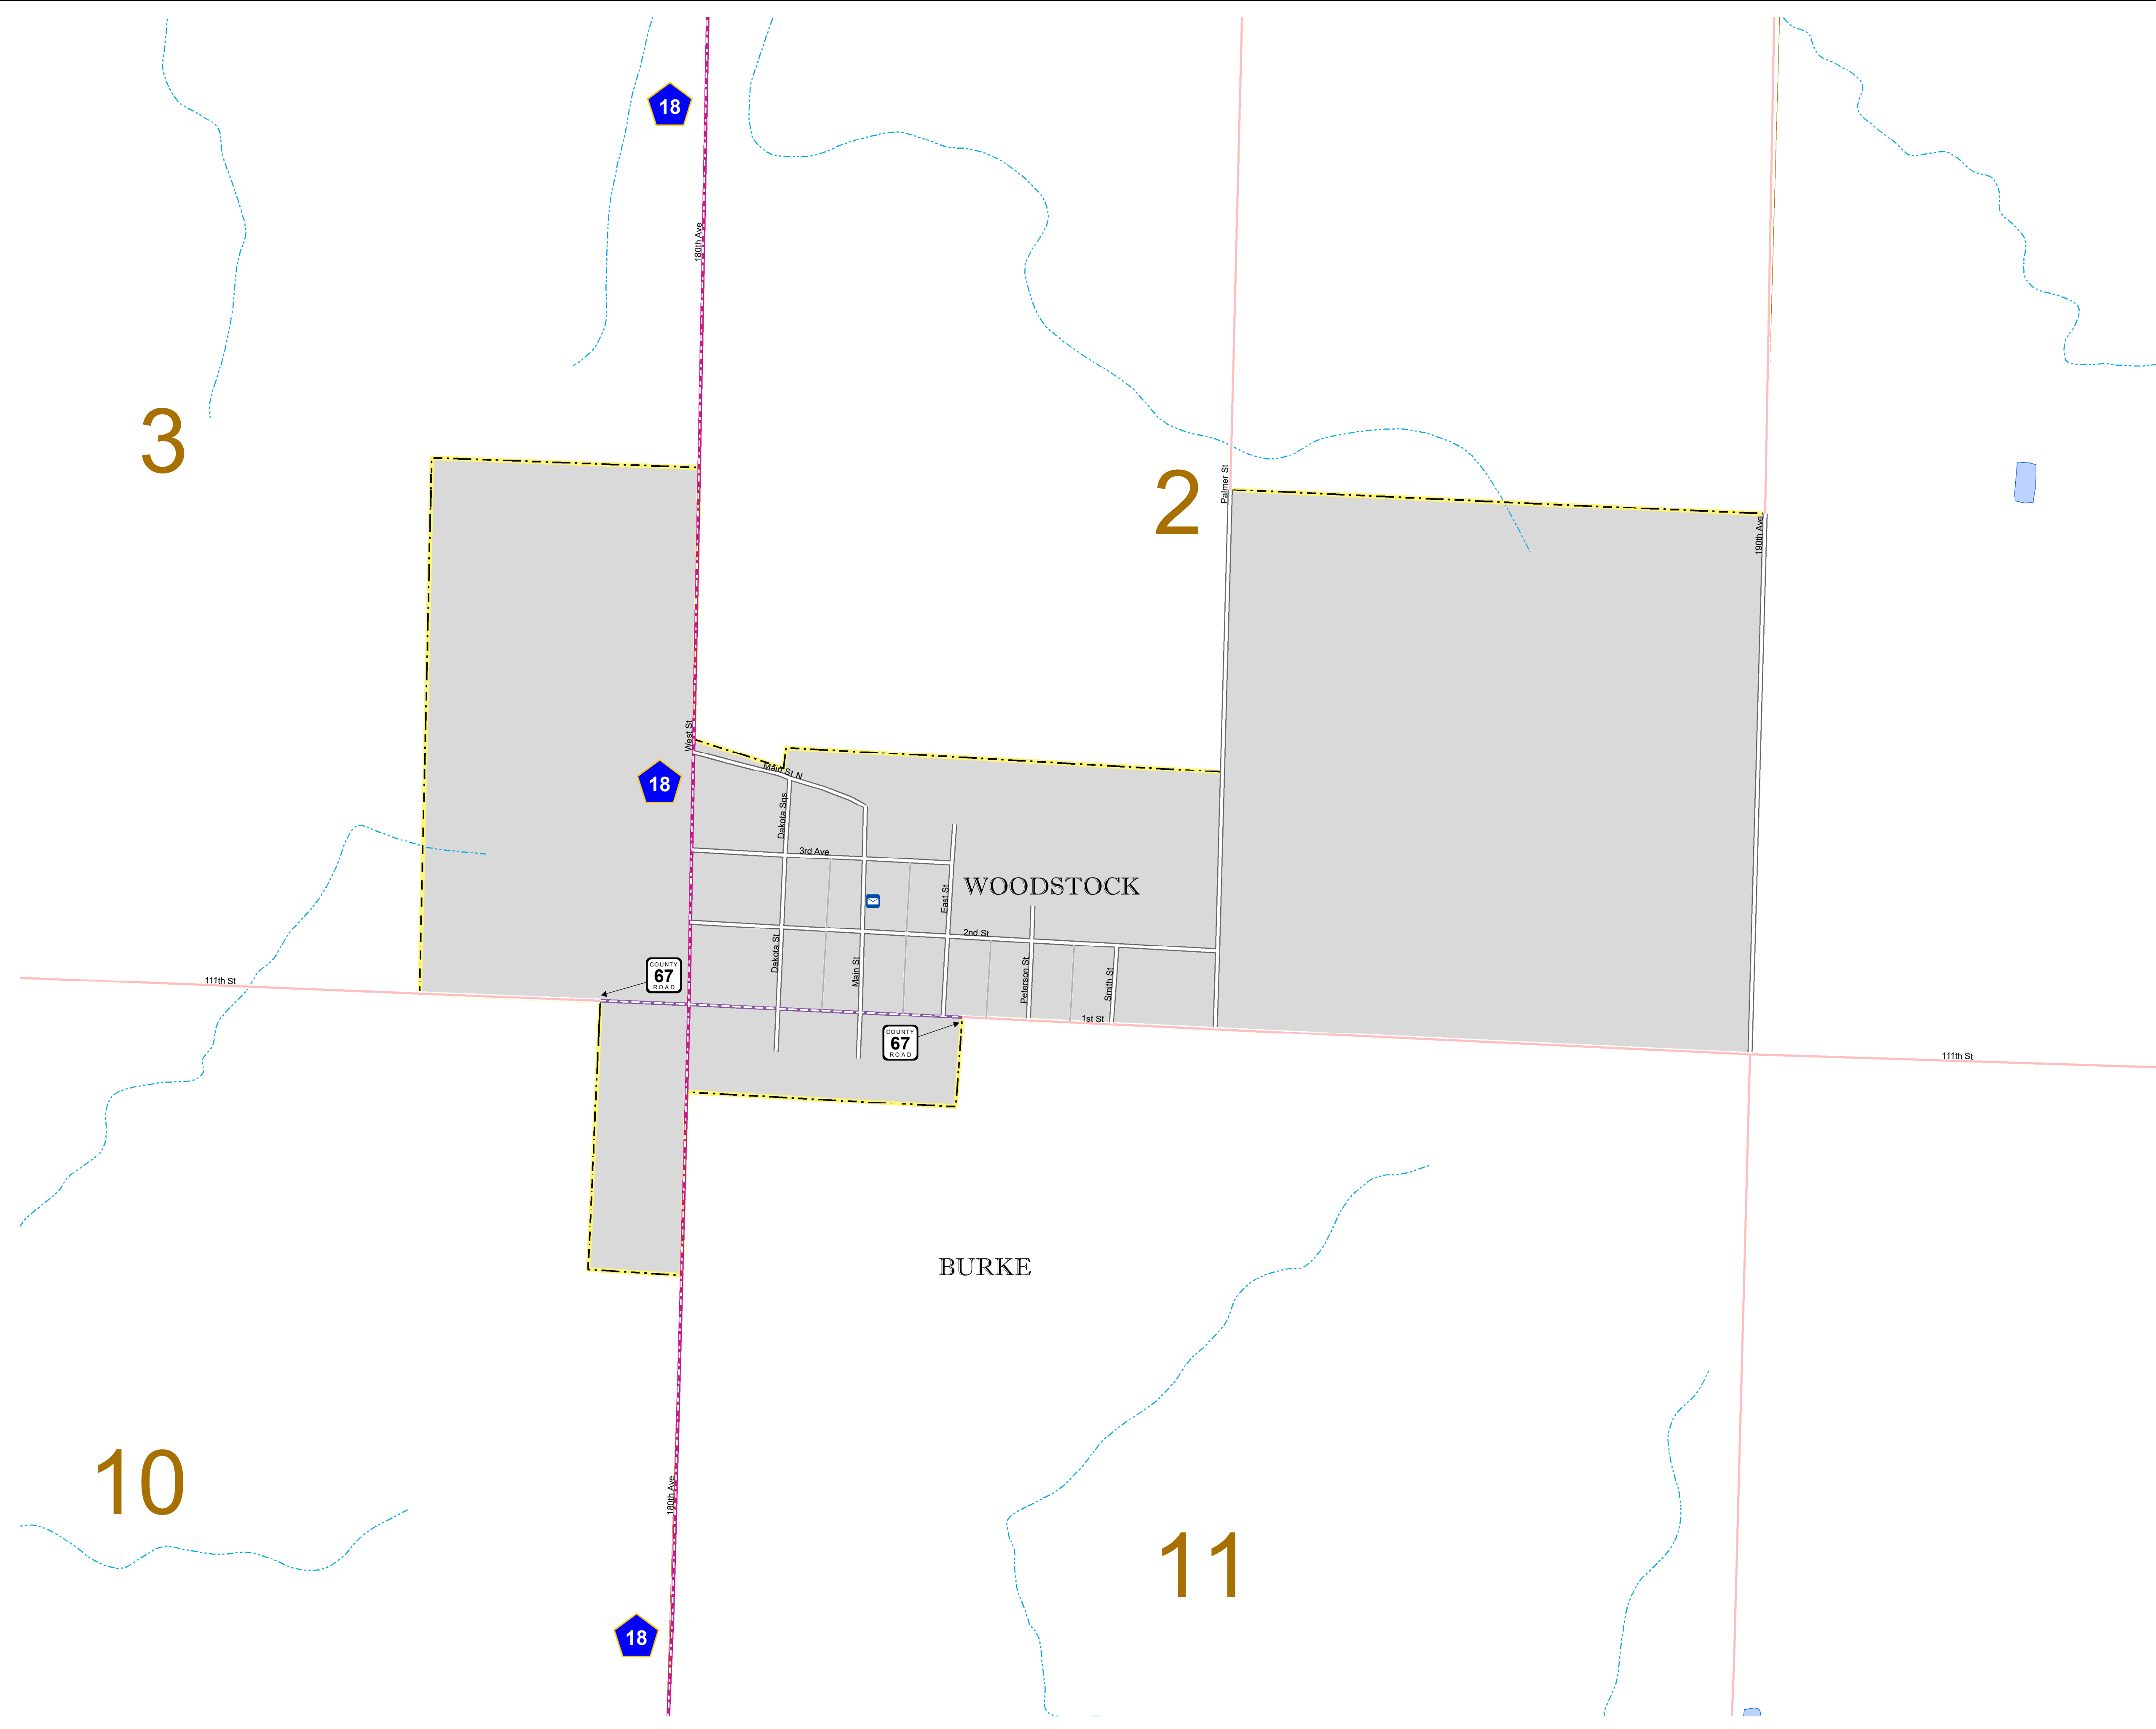 18
180th Ave
3
2
Palmer St
190th Ave
West St
18
Main St N
Dakota Sqs
3rd Ave
WOODSTOCK
East St
2nd St
Dakota St
Main St
Peterson St
Smith St
COUNTY
67
ROAD
111th St
1st St
COUNTY
67
ROAD
111th St
BURKE
10
180th Ave
11
18